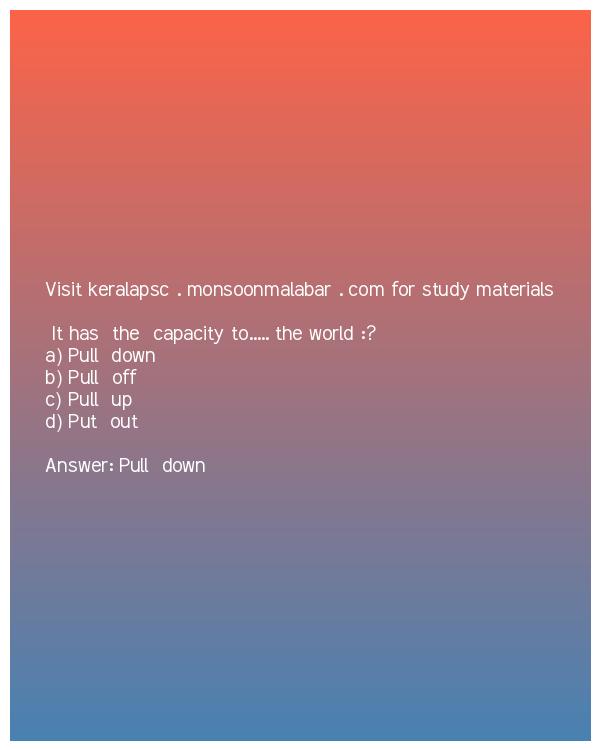 Visit keralapsc . monsoonmalabar . com for study materials
It has the capacity to..... the world :?
a) Pull down
b) Pull off
c) Pull up
d) Put out
Answer: Pull down